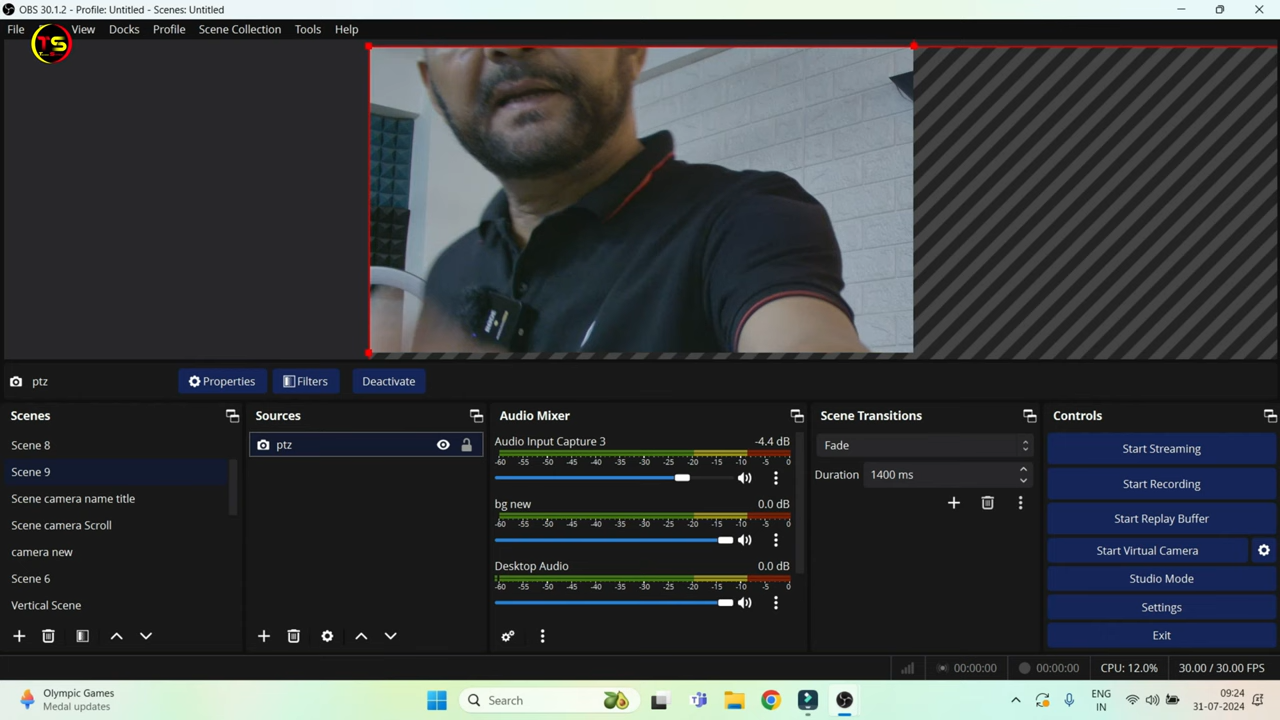 OBS 30.1.2 - Profile: Untitled - Scenes: Untitled
File View Docks Profile Scene Collection Tools Help
TS
ptz Properties Filters Deactivate
Scenes
Scene 8
Scene 9
Scene camera name title
Scene camera Scroll
camera new
Scene 6
Vertical Scene
Sources
ptz
Audio Mixer
Audio Input Capture 3 -4.4 dB
-60 -55 -50 -45 -40 -35 -30 -25 -20 -15 -10 -5 0
bg new 0.0 dB
-60 -55 -50 -45 -40 -35 -30 -25 -20 -15 -10 -5 0
Desktop Audio 0.0 dB
-60 -55 -50 -45 -40 -35 -30 -25 -20 -15 -10 -5 0
Scene Transitions
Fade
Duration 1400 ms
Controls
Start Streaming
Start Recording
Start Replay Buffer
Start Virtual Camera
Studio Mode
Settings
Exit
00:00:00 00:00:00 CPU: 12.0% 30.00 / 30.00 FPS
Olympic Games
Medal updates
Search
ENG
IN
09:24
31-07-2024